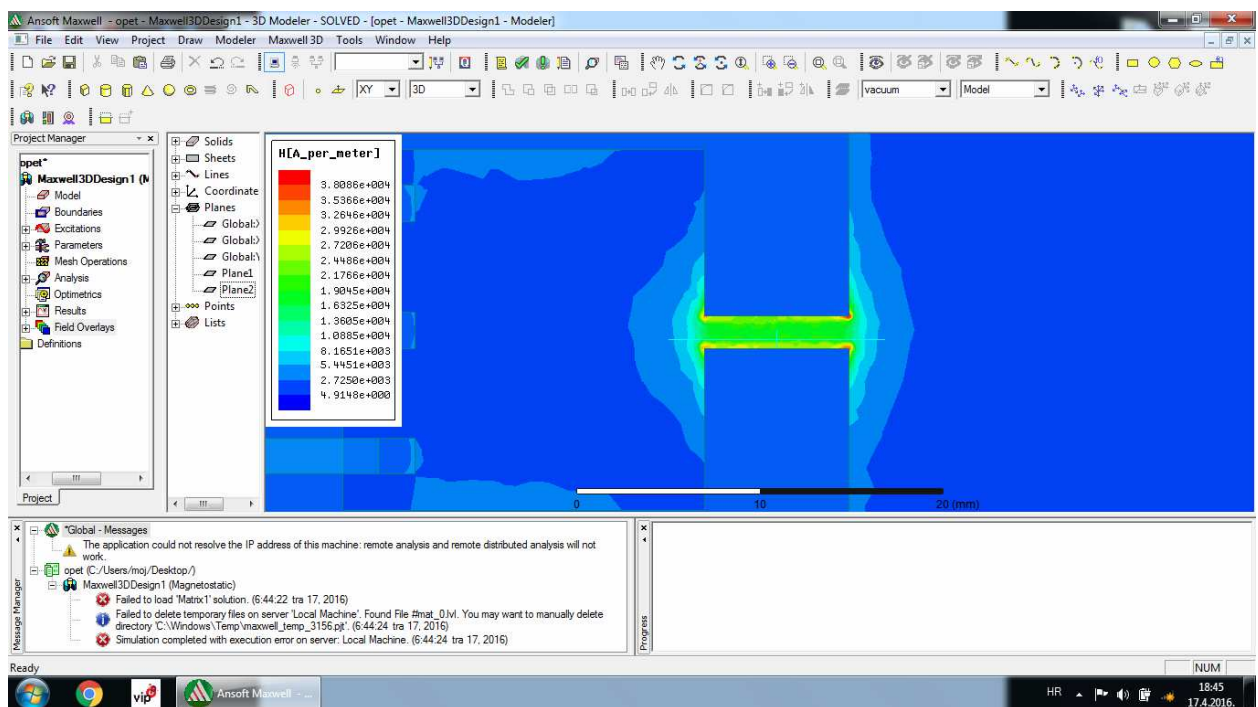 Ansoft Maxwell - opet - Maxwell3DDesign1 - 3D Modeler - SOLVED - [opet - Maxwell3DDesign1 - Modeler]
File Edit View Project Draw Modeler Maxwell 3D Tools Window Help
XY 3D vacuum Model
Project Manager
opet*
Maxwell3DDesign1 (M
Model
Boundaries
Excitations
Parameters
Mesh Operations
Analysis
Optimetrics
Results
Field Overlays
Definitions
Project
Solids
Sheets
Lines
Coordinate
Planes
Global:
Global:
Global:
Plane1
Plane2
Points
Lists
H[A_per_meter]
3.8086e+004
3.5366e+004
3.2646e+004
2.9926e+004
2.7206e+004
2.4486e+004
2.1766e+004
1.9045e+004
1.6325e+004
1.3605e+004
1.0885e+004
8.1651e+003
5.4451e+003
2.7250e+003
4.9148e+000
0 10 20 (mm)
Message Manager
*Global - Messages
The application could not resolve the IP address of this machine: remote analysis and remote distributed analysis will not
work.
opet (C:/Users/moj/Desktop/)
Maxwell3DDesign1 (Magnetostatic)
Failed to load 'Matrix1' solution. (6:44:22 tra 17, 2016)
Failed to delete temporary files on server 'Local Machine'. Found File #mat_0.lvl. You may want to manually delete
directory 'C:\Windows\Temp\maxwell_temp_3156.pjt'. (6:44:24 tra 17, 2016)
Simulation completed with execution error on server: Local Machine. (6:44:24 tra 17, 2016)
Progress
Ready
NUM
vip
Ansoft Maxwell - ...
HR
18:45
17.4.2016.